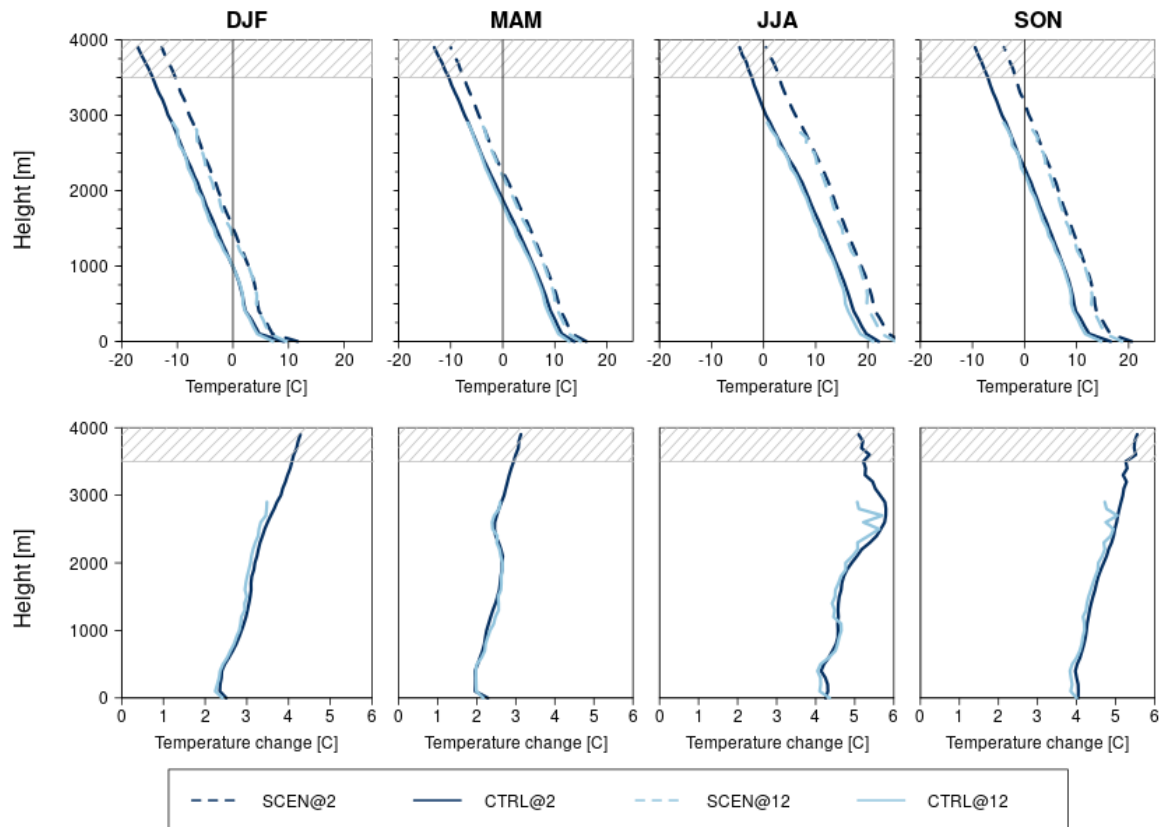 DJF MAM JJA SON
Height [m]
4000
3000
2000
1000
0
-20 -10 0 10 20
-20 -10 0 10 20
-20 -10 0 10 20
-20 -10 0 10 20
Temperature [C] Temperature [C] Temperature [C] Temperature [C]
Height [m]
4000
3000
2000
1000
0
0 1 2 3 4 5 6
0 1 2 3 4 5 6
0 1 2 3 4 5 6
0 1 2 3 4 5 6
Temperature change [C] Temperature change [C] Temperature change [C] Temperature change [C]
SCEN@2 CTRL@2 SCEN@12 CTRL@12